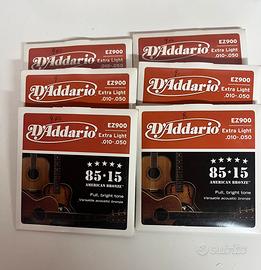 EZ900
D'Addario
Extra Light
.010-.050
EZ900
D'Addario
Extra Light
.010-.050
EZ900
D'Addario
Extra Light
.010-.050
EZ900
D'Addario
Extra Light
.010-.050
EZ900
D'Addario
Extra Light
.010-.050
85·15
AMERICAN BRONZE
Full, bright tone
Versatile acoustic bronze
EZ900
D'Addario
Extra Light
.010-.050
85·15
AMERICAN BRONZE
Full, bright tone
Versatile acoustic bronze
subito